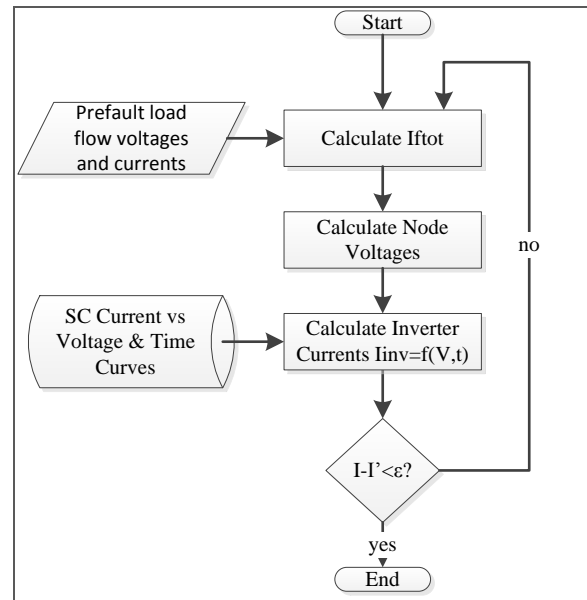 Start
Prefault load
flow voltages
and currents
Calculate Iftot
Calculate Node
Voltages
no
SC Current vs
Voltage & Time
Curves
Calculate Inverter
Currents Iinv=f(V,t)
I-I’<ε?
yes
End